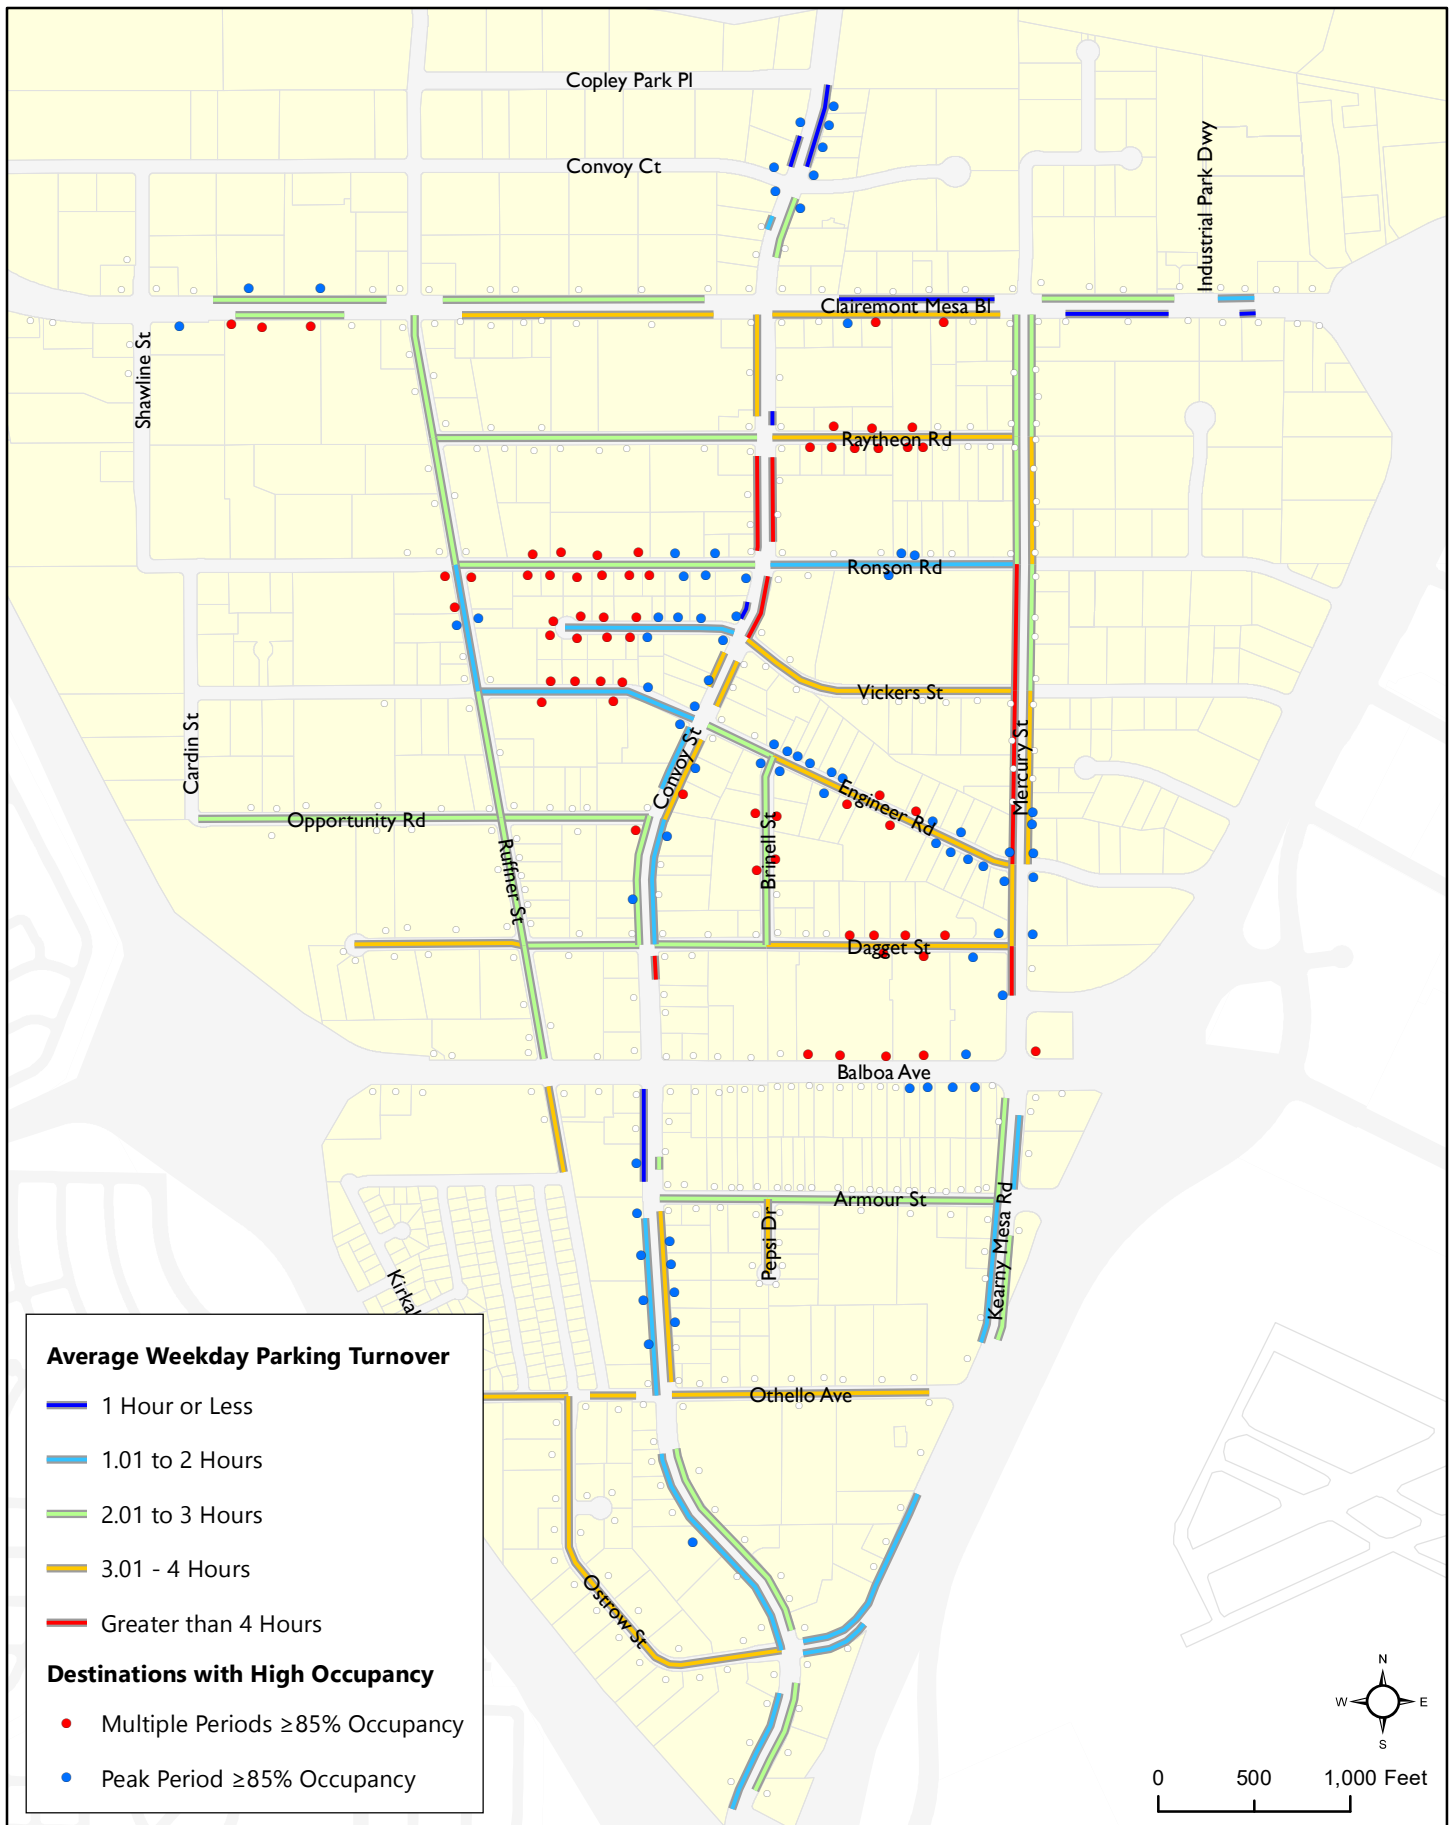 Copley Park Pl
Convoy Ct
Industrial Park Dwy
Clairemont Mesa Bl
Shawline St
Raytheon Rd
Ronson Rd
Vickers St
Cardin St
Convoy St
Mercury St
Engineer Rd
Opportunity Rd
Brinell St
Ruffner St
Dagget St
Balboa Ave
Armour St
Pepsi Dr
Kearny Mesa Rd
Othello Ave
Ostrow St
Average Weekday Parking Turnover
1 Hour or Less
1.01 to 2 Hours
2.01 to 3 Hours
3.01 - 4 Hours
Greater than 4 Hours
Destinations with High Occupancy
Multiple Periods ≥85% Occupancy
Peak Period ≥85% Occupancy
N
W E
S
0 500 1,000 Feet